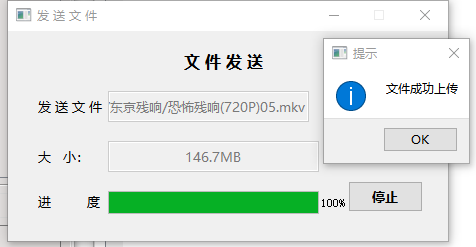 发送文件
提示
文件发送
文件成功上传
OK
发送文件 东京残响/恐怖残响(720P)05.mkv
大 小: 146.7MB
进 度 100% 停止